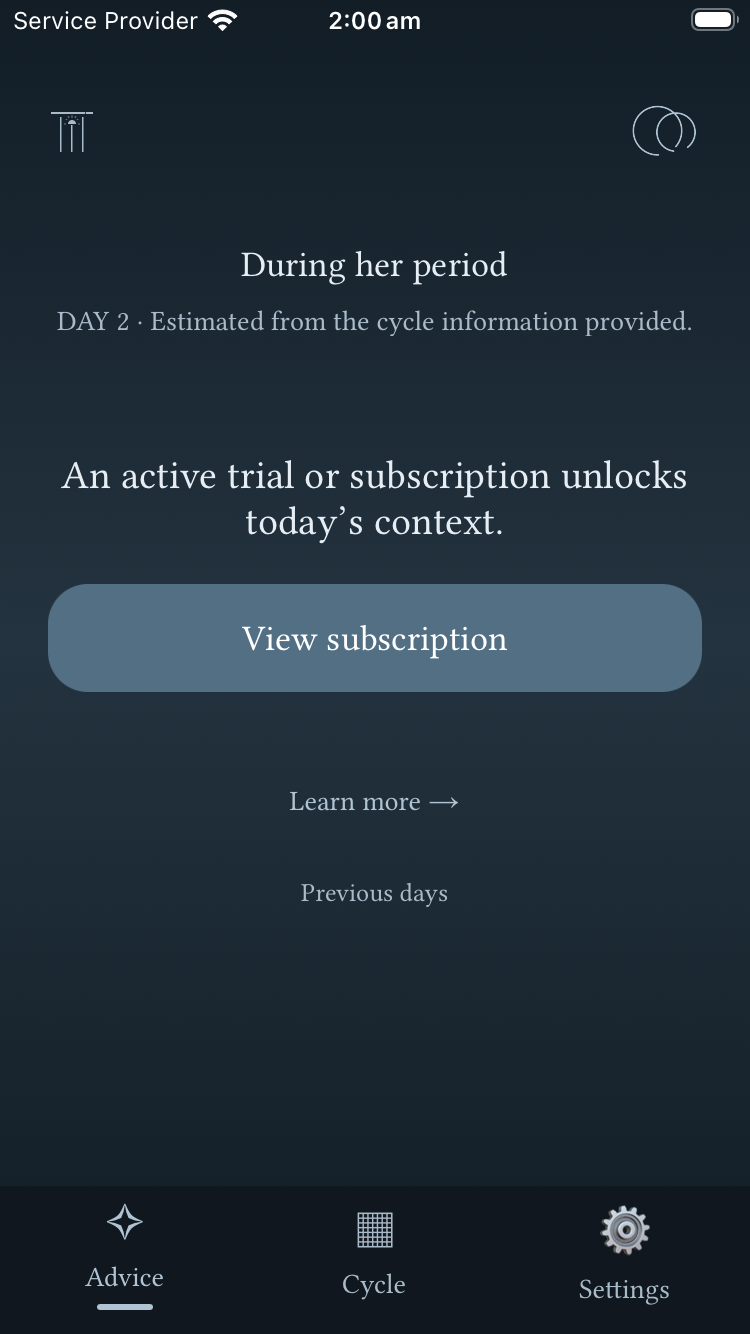 Service Provider 2:00 am
During her period
DAY 2 · Estimated from the cycle information provided.
An active trial or subscription unlocks
today’s context.
View subscription
Learn more →
Previous days
Advice
Cycle
Settings